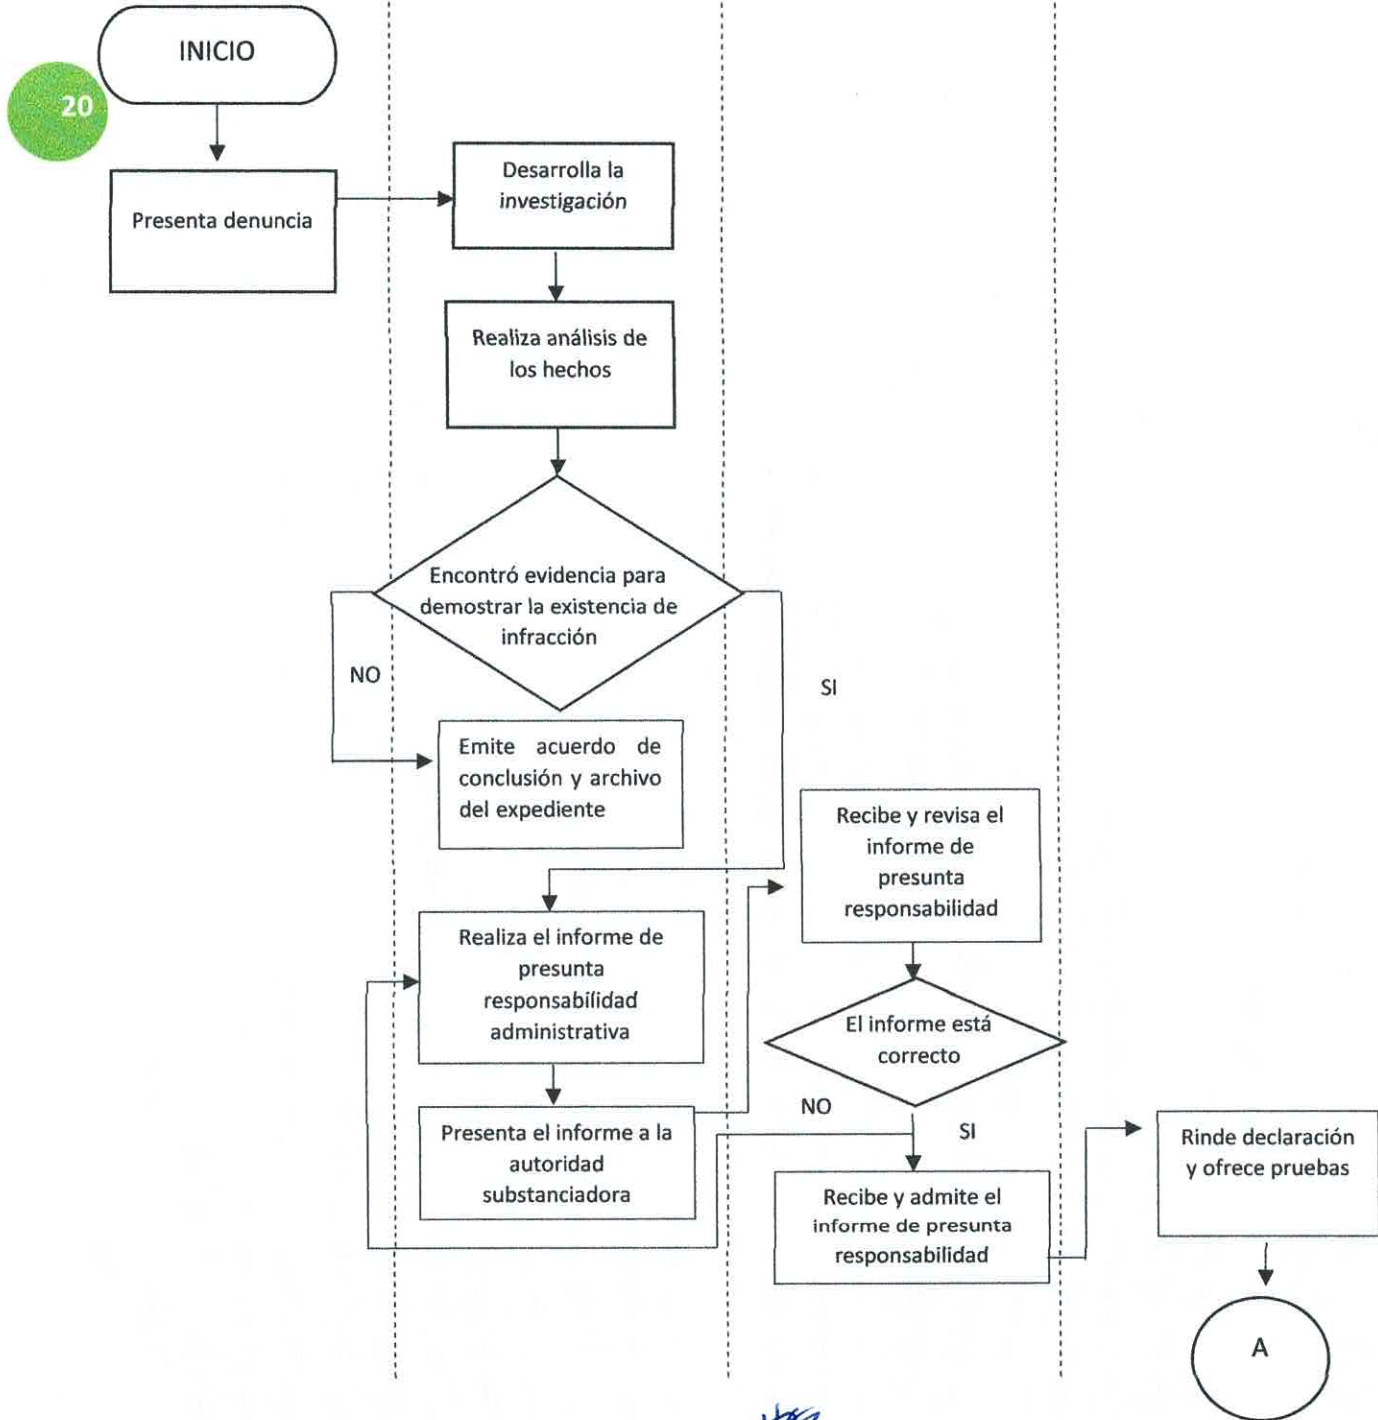 INICIO
20
Presenta denuncia
Desarrolla la
investigación
Realiza análisis de
los hechos
Encontró evidencia para
demostrar la existencia de
infracción
NO
SI
Emite acuerdo de
conclusión y archivo
del expediente
Recibe y revisa el
informe de
presunta
responsabilidad
Realiza el informe de
presunta
responsabilidad
administrativa
El informe está
correcto
NO
SI
Presenta el informe a la
autoridad
substanciadora
Recibe y admite el
informe de presunta
responsabilidad
Rinde declaración
y ofrece pruebas
A